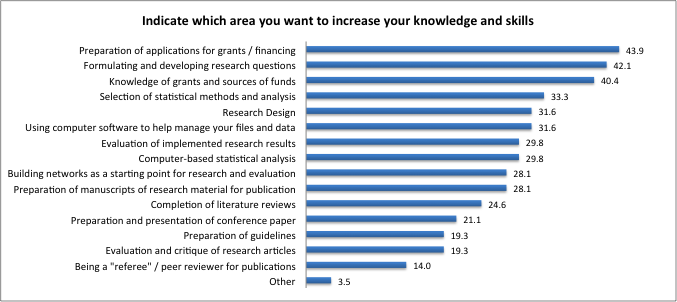 Indicate which area you want to increase your knowledge and skills
Preparation of applications for grants / financing 43.9
Formulating and developing research questions 42.1
Knowledge of grants and sources of funds 40.4
Selection of statistical methods and analysis 33.3
Research Design 31.6
Using computer software to help manage your files and data 31.6
Evaluation of implemented research results 29.8
Computer-based statistical analysis 29.8
Building networks as a starting point for research and evaluation 28.1
Preparation of manuscripts of research material for publication 28.1
Completion of literature reviews 24.6
Preparation and presentation of conference paper 21.1
Preparation of guidelines 19.3
Evaluation and critique of research articles 19.3
Being a "referee" / peer reviewer for publications 14.0
Other 3.5